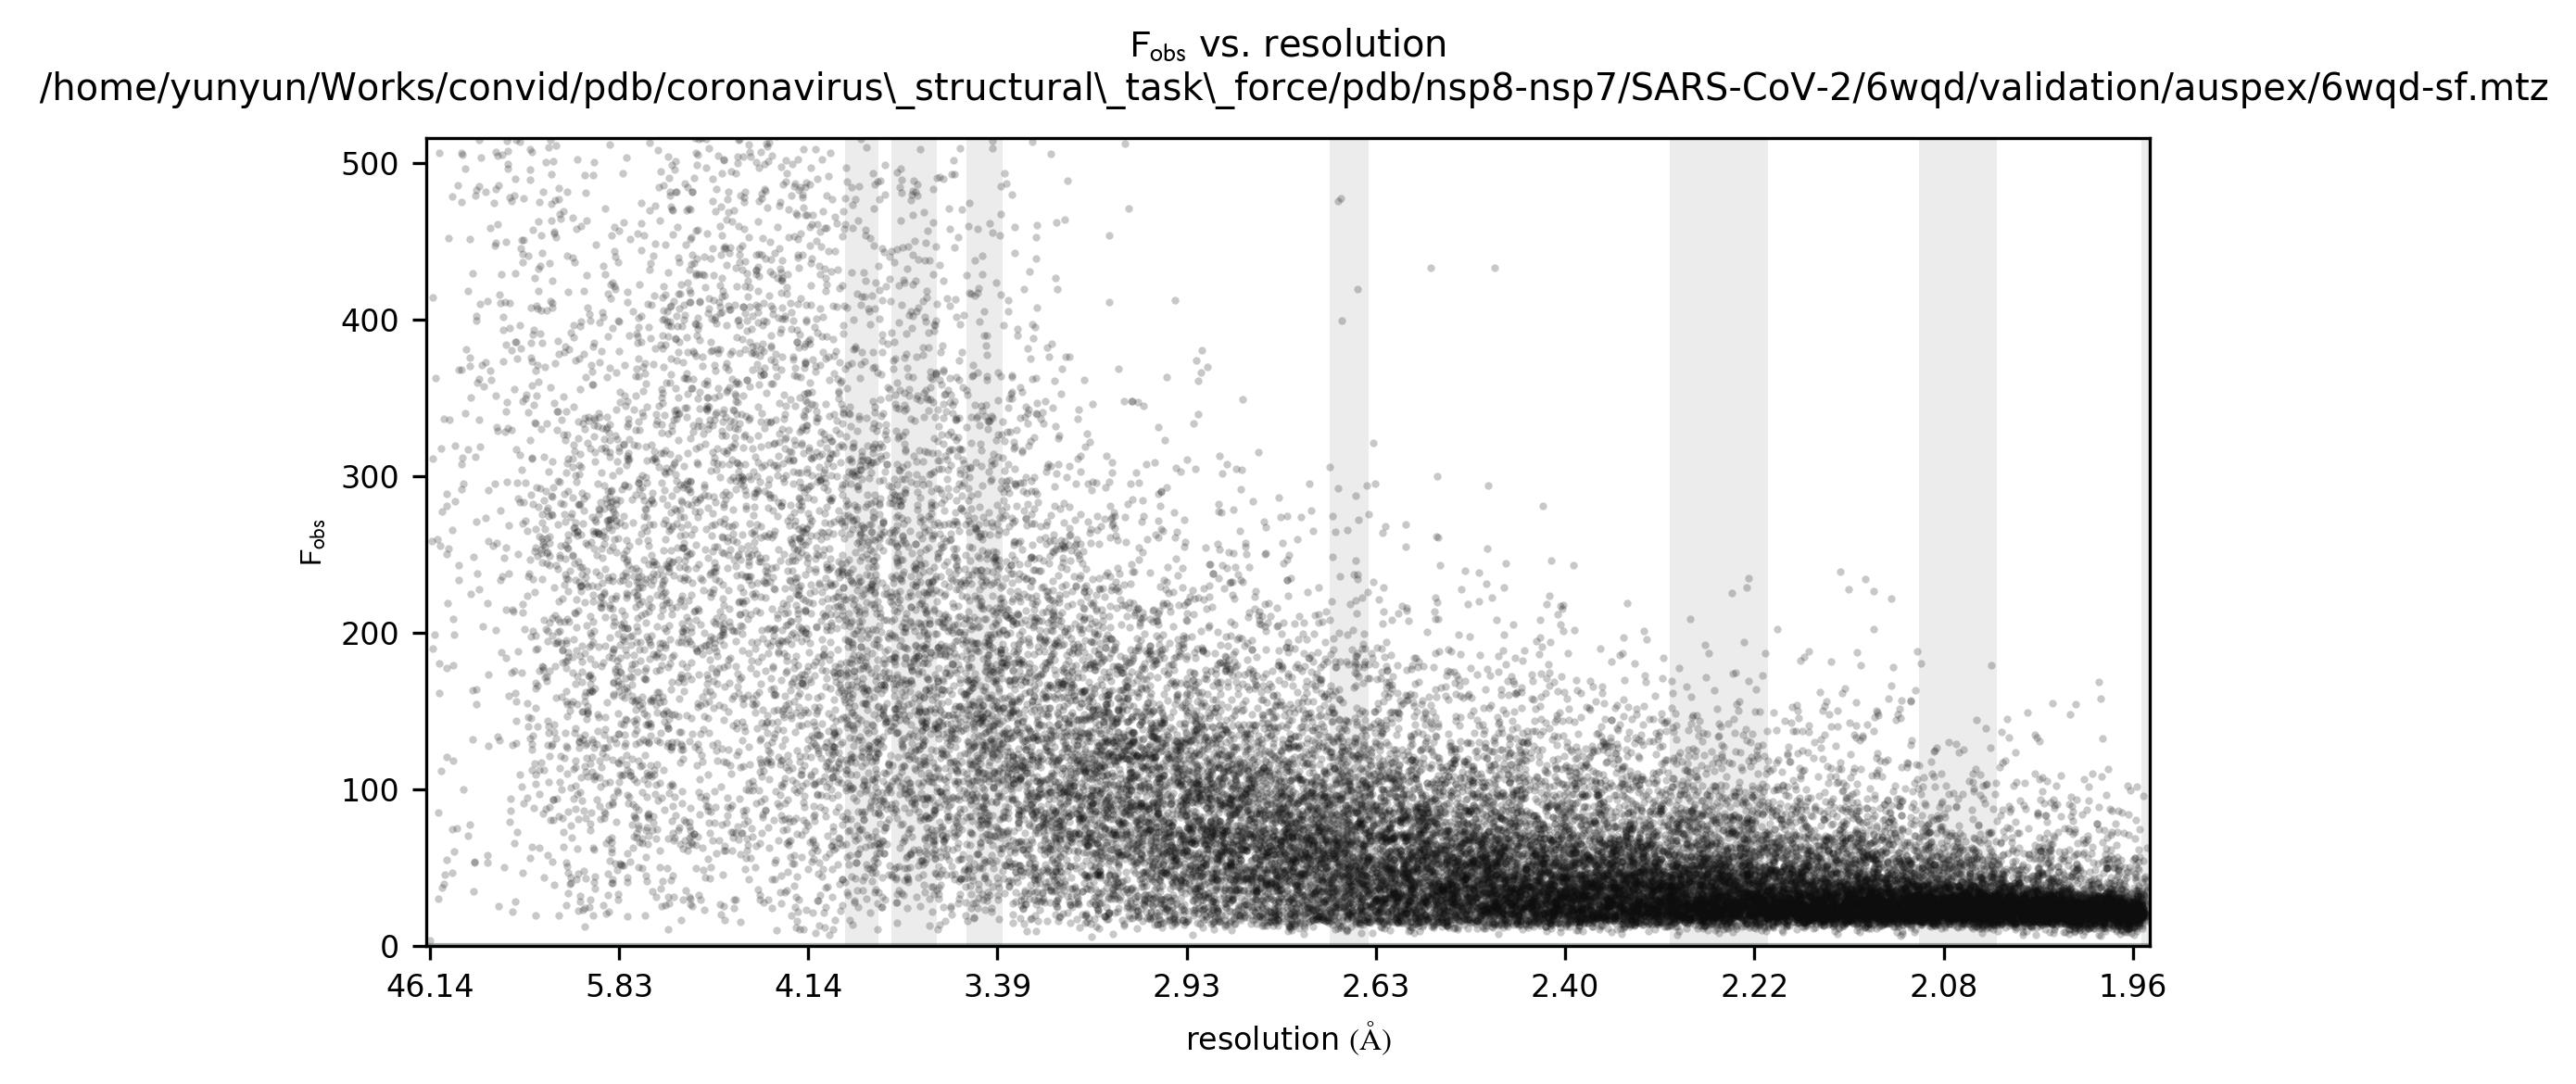 F_obs vs. resolution
/home/yunyun/Works/convid/pdb/coronavirus\_structural\_task\_force/pdb/nsp8-nsp7/SARS-CoV-2/6wqd/validation/auspex/6wqd-sf.mtz
500
400
300
200
100
0
F_obs
46.14 5.83 4.14 3.39 2.93 2.63 2.40 2.22 2.08 1.96
resolution (Å)